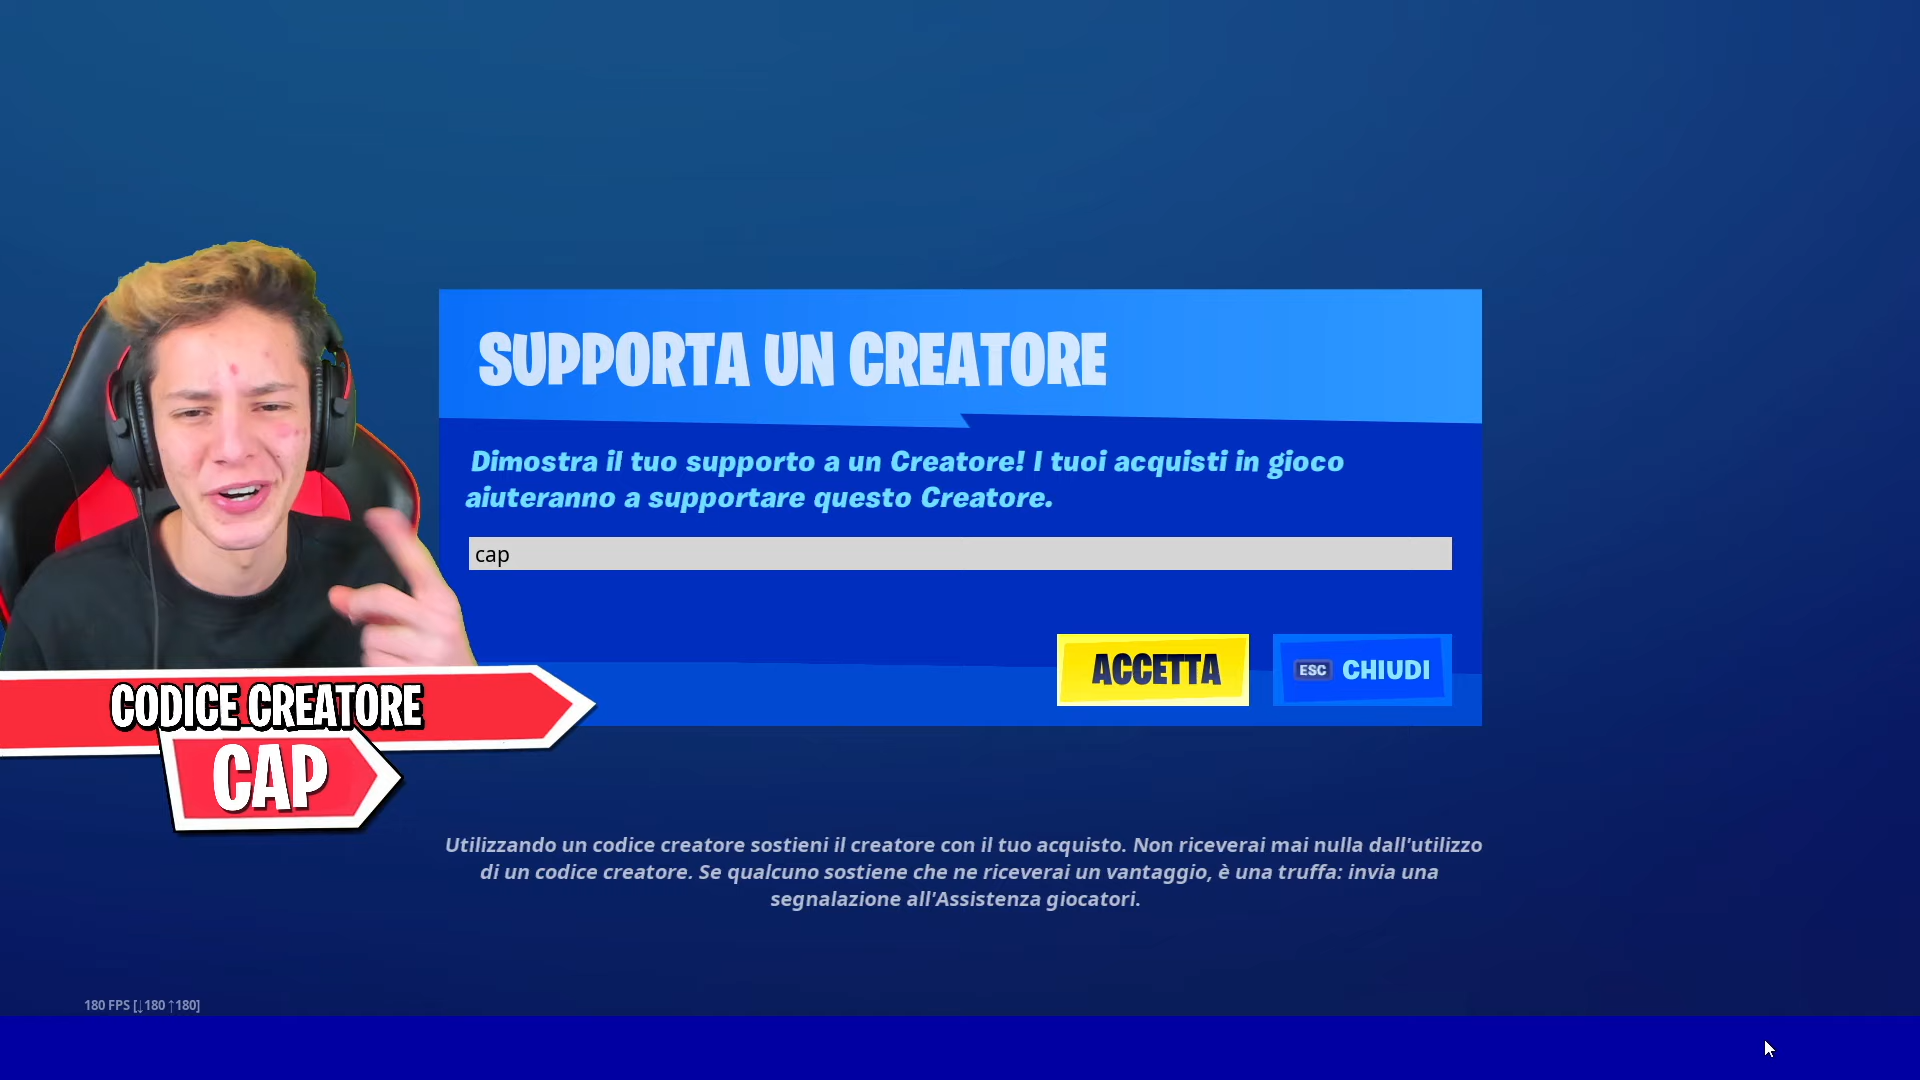 SUPPORTA UN CREATORE
Dimostra il tuo supporto a un Creatore! I tuoi acquisti in gioco
aiuteranno a supportare questo Creatore.
cap
ACCETTA
ESC CHIUDI
CODICE CREATORE
CAP
Utilizzando un codice creatore sostieni il creatore con il tuo acquisto. Non riceverai mai nulla dall'utilizzo
di un codice creatore. Se qualcuno sostiene che ne riceverai un vantaggio, è una truffa: invia una
segnalazione all'Assistenza giocatori.
180 FPS [↓180 ↑180]